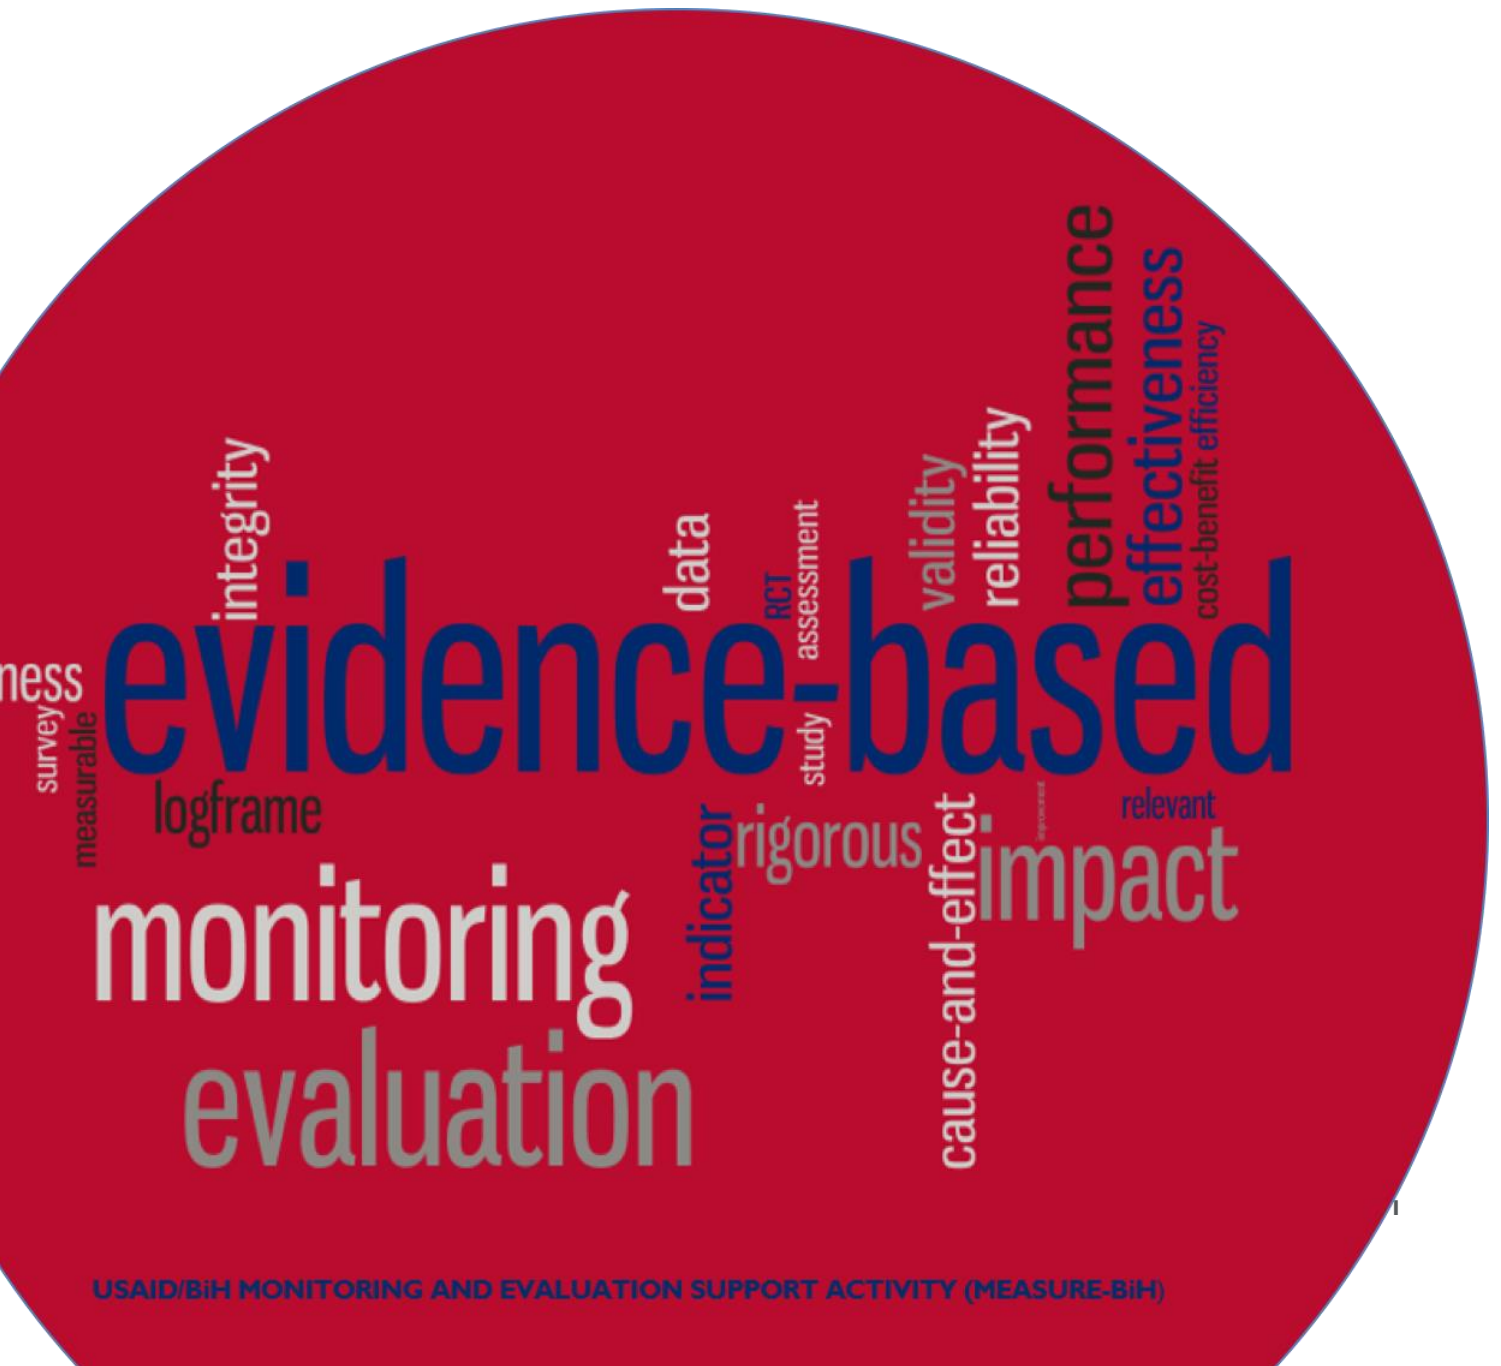 performance
effectiveness
cost-benefit efficiency
integrity
data
RCT
assessment
validity
reliability
evidence-based
ness
survey
measurable
study
logframe
relevant
indicator
rigorous
cause-and-effect
improvement
impact
monitoring
evaluation
USAID/BiH MONITORING AND EVALUATION SUPPORT ACTIVITY (MEASURE-BiH)